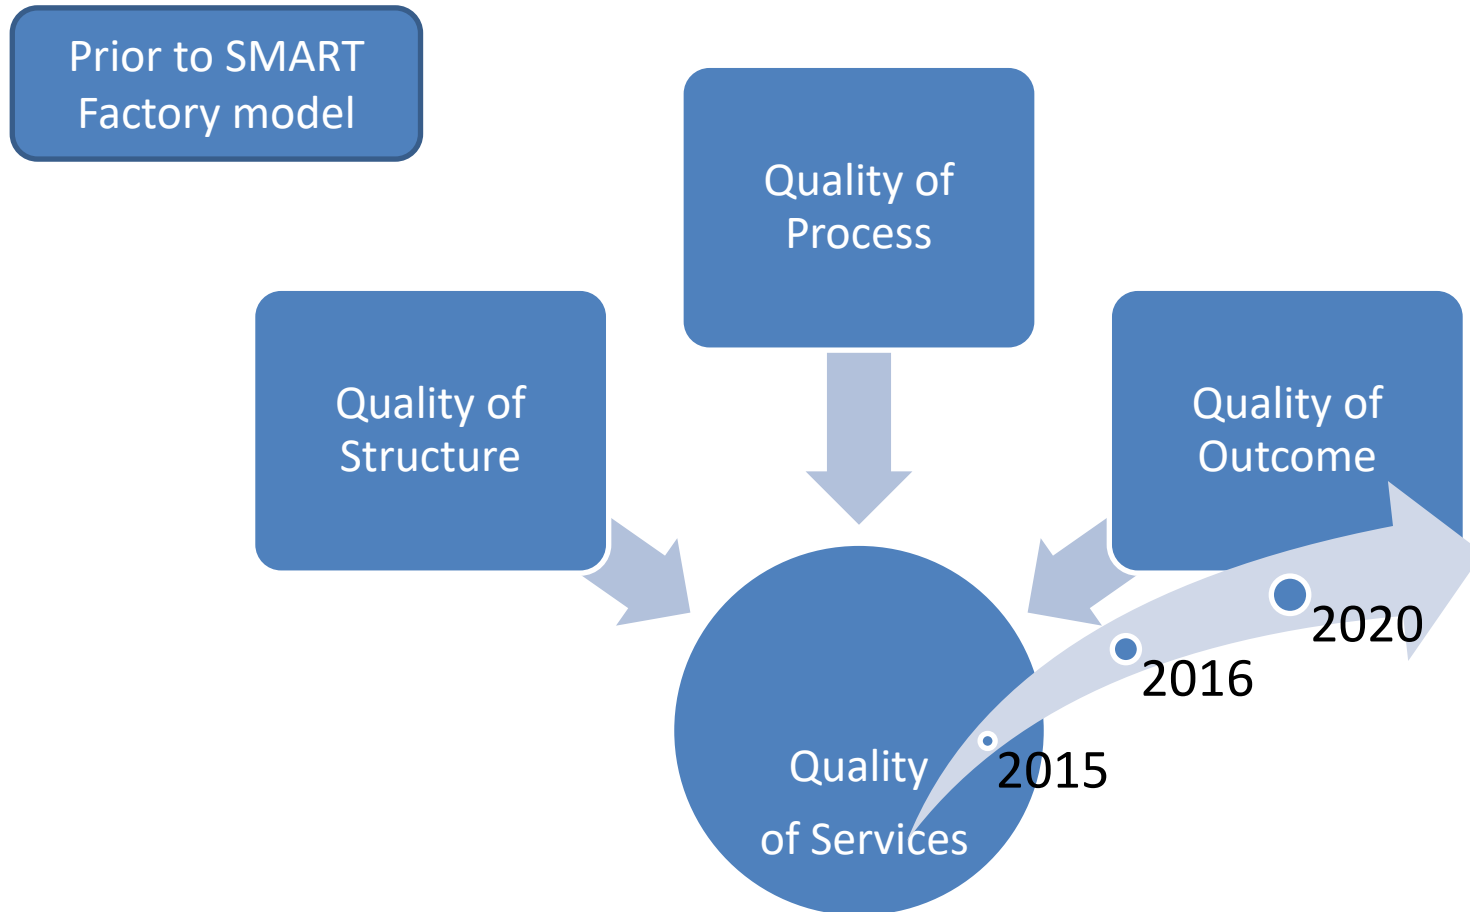 Prior to SMART
Factory model
Quality of
Process
Quality of
Structure
Quality of
Outcome
2020
2016
2015
Quality
of Services